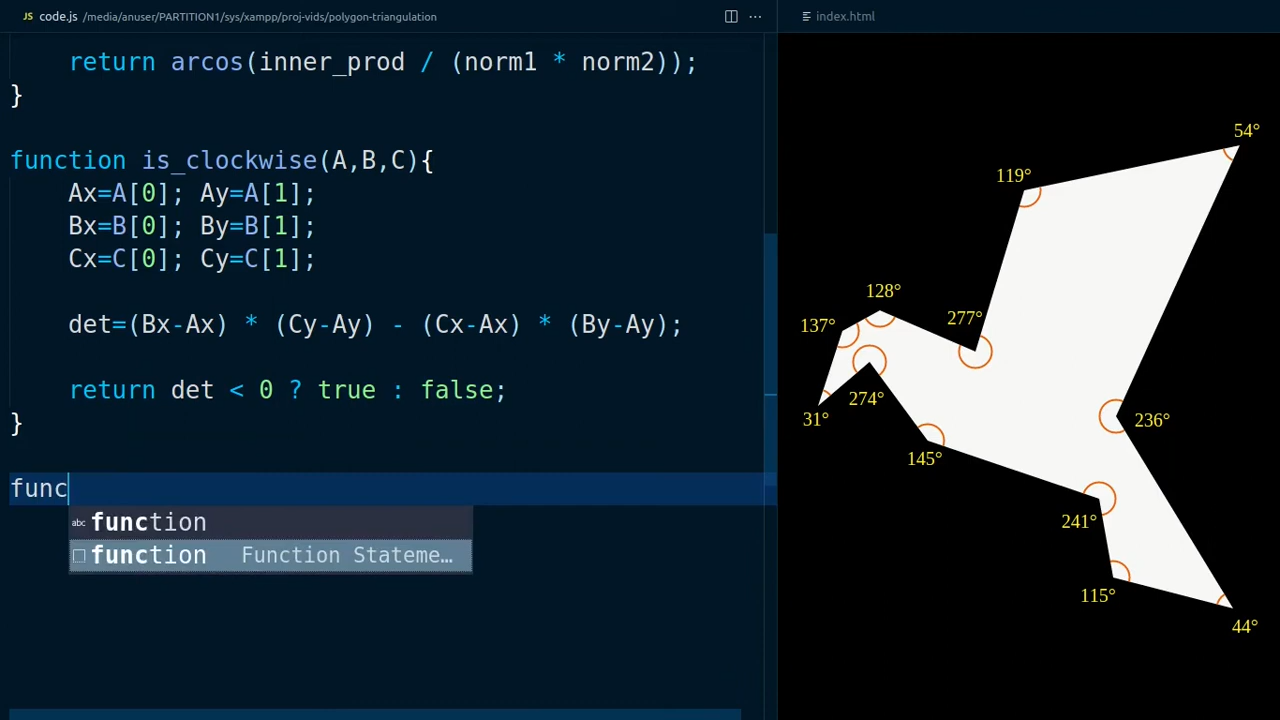 JS code.js /media/anuser/PARTITION1/sys/xampp/proj-vids/polygon-triangulation
return arcos(inner_prod / (norm1 * norm2));
}
function is_clockwise(A,B,C){
Ax=A[0]; Ay=A[1];
Bx=B[0]; By=B[1];
Cx=C[0]; Cy=C[1];
det=(Bx-Ax) * (Cy-Ay) - (Cx-Ax) * (By-Ay);
return det < 0 ? true : false;
}
func
abc function
function Function Stateme…
index.html
54°
119°
128°
277°
137°
274°
31°
236°
145°
241°
115°
44°